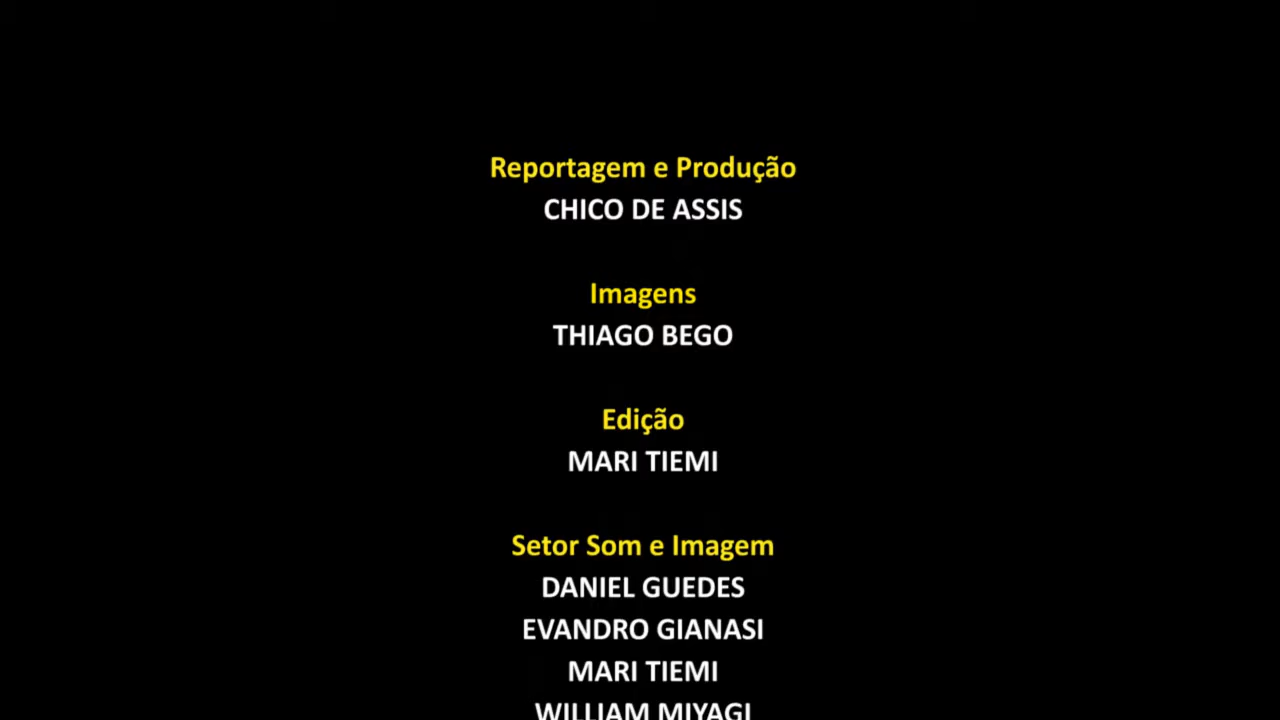 Reportagem e Produção
CHICO DE ASSIS
Imagens
THIAGO BEGO
Edição
MARI TIEMI
Setor Som e Imagem
DANIEL GUEDES
EVANDRO GIANASI
MARI TIEMI
WILLIAM MIYAGI